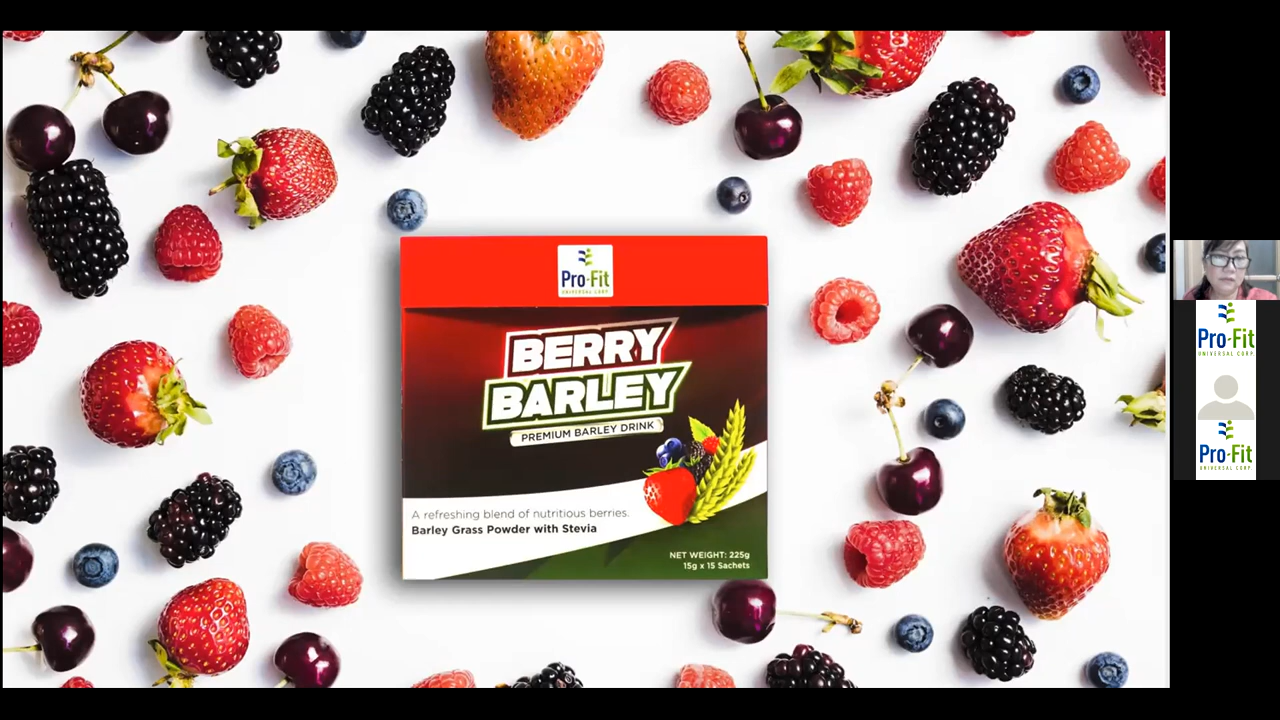 Pro-Fit
UNIVERSAL CORP.
BERRY
BARLEY
PREMIUM BARLEY DRINK
A refreshing blend of nutritious berries.
Barley Grass Powder with Stevia
NET WEIGHT: 225g
15g x 15 Sachets
Pro-Fit
UNIVERSAL CORP.
Pro-Fit
UNIVERSAL CORP.